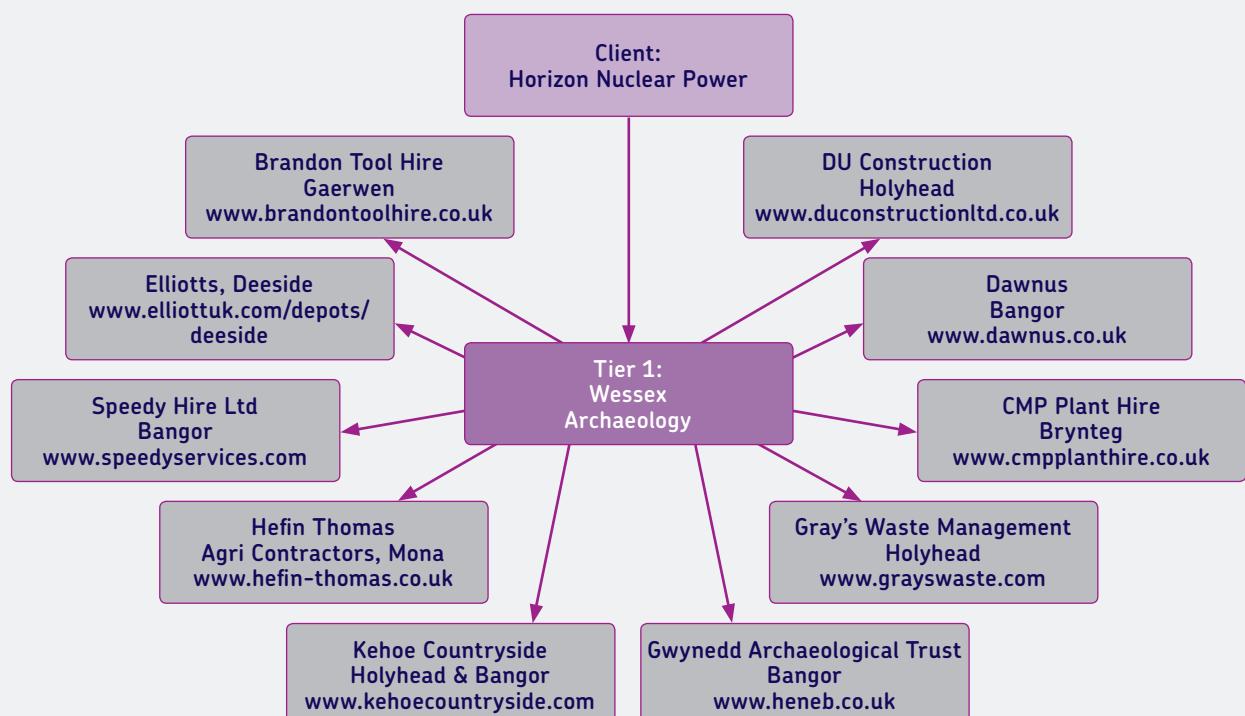 Client:
Horizon Nuclear Power
Brandon Tool Hire
Gaerwen
www.brandontoolhire.co.uk
DU Construction
Holyhead
www.duconstructionltd.co.uk
Elliotts, Deeside
www.elliottuk.com/depots/
deeside
Dawnus
Bangor
www.dawnus.co.uk
Tier 1:
Wessex
Archaeology
Speedy Hire Ltd
Bangor
www.speedyservices.com
CMP Plant Hire
Brynteg
www.cmpplanthire.co.uk
Hefin Thomas
Agri Contractors, Mona
www.hefin-thomas.co.uk
Gray’s Waste Management
Holyhead
www.grayswaste.com
Kehoe Countryside
Holyhead & Bangor
www.kehoecountryside.com
Gwynedd Archaeological Trust
Bangor
www.heneb.co.uk